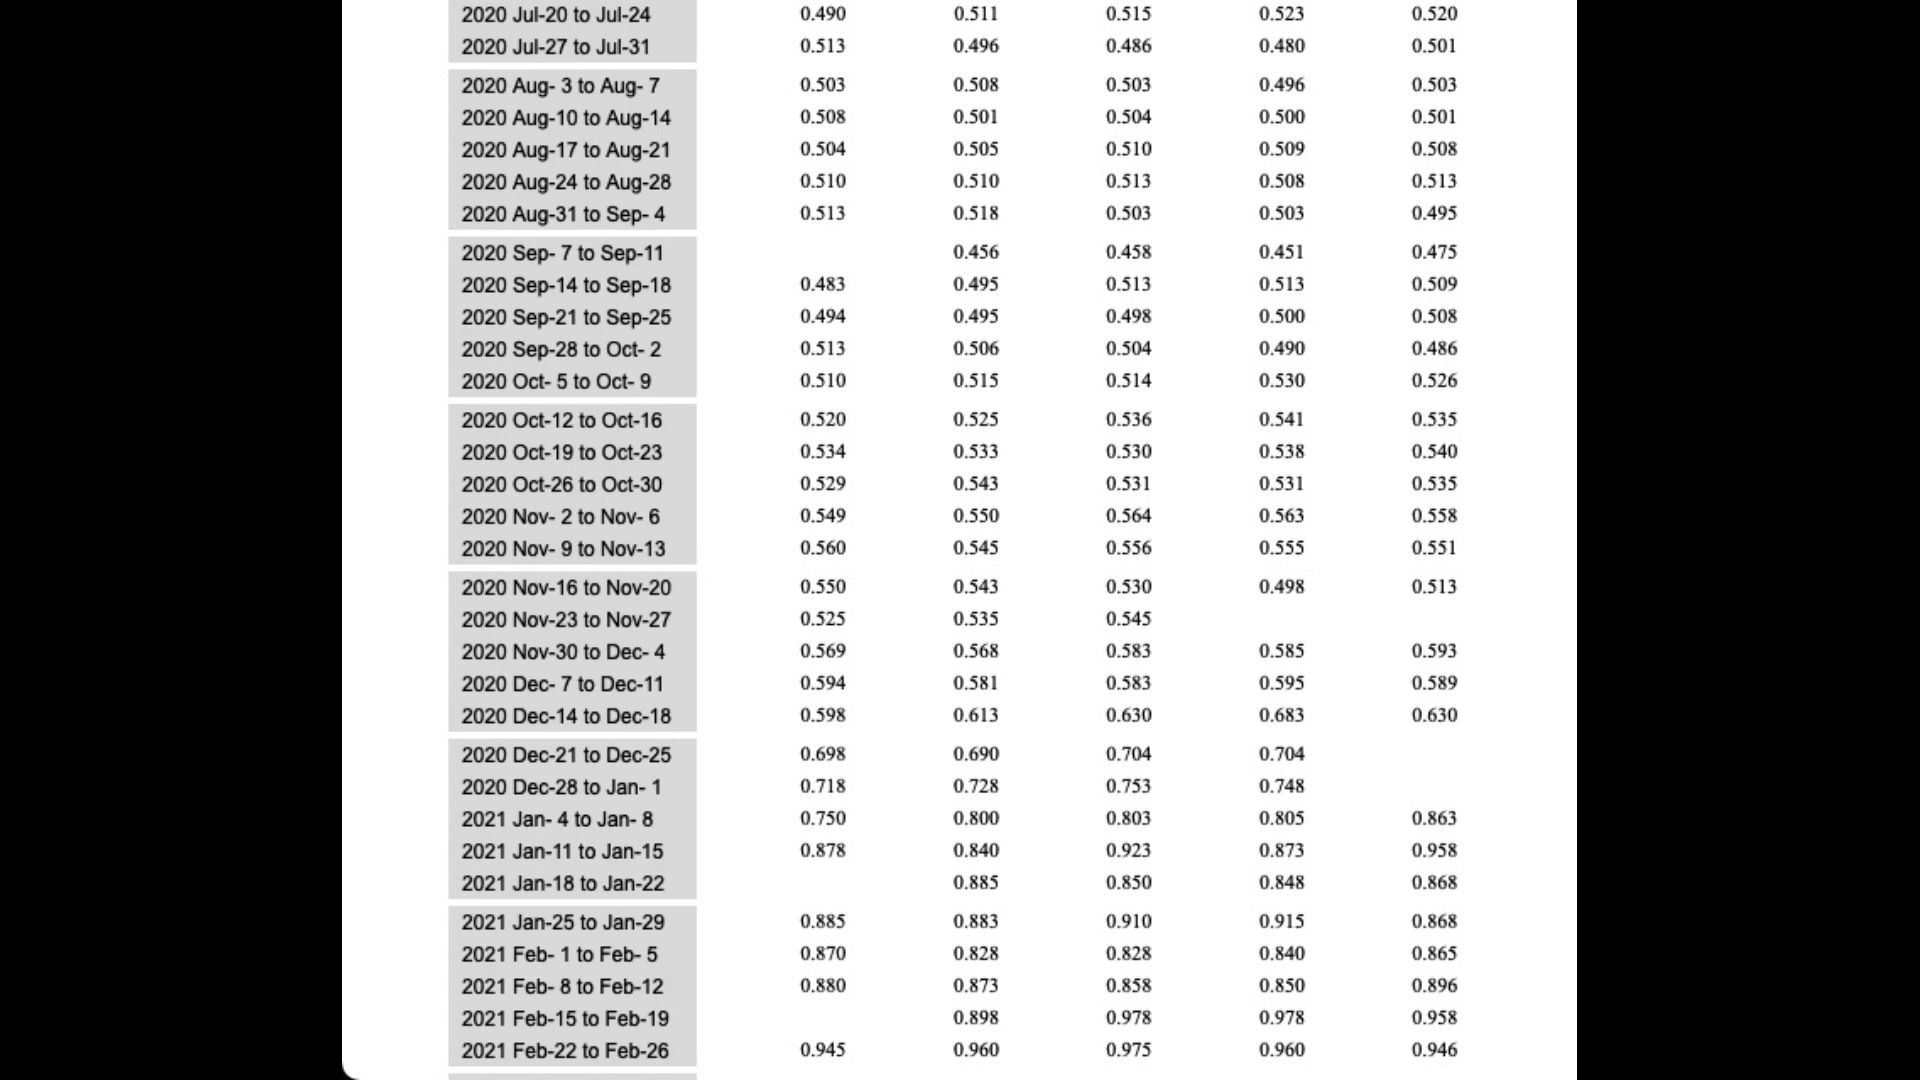 2020 Jul-20 to Jul-24 0.490 0.511 0.515 0.523 0.520
2020 Jul-27 to Jul-31 0.513 0.496 0.486 0.480 0.501
2020 Aug- 3 to Aug- 7 0.503 0.508 0.503 0.496 0.503
2020 Aug-10 to Aug-14 0.508 0.501 0.504 0.500 0.501
2020 Aug-17 to Aug-21 0.504 0.505 0.510 0.509 0.508
2020 Aug-24 to Aug-28 0.510 0.510 0.513 0.508 0.513
2020 Aug-31 to Sep- 4 0.513 0.518 0.503 0.503 0.495
2020 Sep- 7 to Sep-11 0.456 0.458 0.451 0.475
2020 Sep-14 to Sep-18 0.483 0.495 0.513 0.513 0.509
2020 Sep-21 to Sep-25 0.494 0.495 0.498 0.500 0.508
2020 Sep-28 to Oct- 2 0.513 0.506 0.504 0.490 0.486
2020 Oct- 5 to Oct- 9 0.510 0.515 0.514 0.530 0.526
2020 Oct-12 to Oct-16 0.520 0.525 0.536 0.541 0.535
2020 Oct-19 to Oct-23 0.534 0.533 0.530 0.538 0.540
2020 Oct-26 to Oct-30 0.529 0.543 0.531 0.531 0.535
2020 Nov- 2 to Nov- 6 0.549 0.550 0.564 0.563 0.558
2020 Nov- 9 to Nov-13 0.560 0.545 0.556 0.555 0.551
2020 Nov-16 to Nov-20 0.550 0.543 0.530 0.498 0.513
2020 Nov-23 to Nov-27 0.525 0.535 0.545
2020 Nov-30 to Dec- 4 0.569 0.568 0.583 0.585 0.593
2020 Dec- 7 to Dec-11 0.594 0.581 0.583 0.595 0.589
2020 Dec-14 to Dec-18 0.598 0.613 0.630 0.683 0.630
2020 Dec-21 to Dec-25 0.698 0.690 0.704 0.704
2020 Dec-28 to Jan- 1 0.718 0.728 0.753 0.748
2021 Jan- 4 to Jan- 8 0.750 0.800 0.803 0.805 0.863
2021 Jan-11 to Jan-15 0.878 0.840 0.923 0.873 0.958
2021 Jan-18 to Jan-22 0.885 0.850 0.848 0.868
2021 Jan-25 to Jan-29 0.885 0.883 0.910 0.915 0.868
2021 Feb- 1 to Feb- 5 0.870 0.828 0.828 0.840 0.865
2021 Feb- 8 to Feb-12 0.880 0.873 0.858 0.850 0.896
2021 Feb-15 to Feb-19 0.898 0.978 0.978 0.958
2021 Feb-22 to Feb-26 0.945 0.960 0.975 0.960 0.946